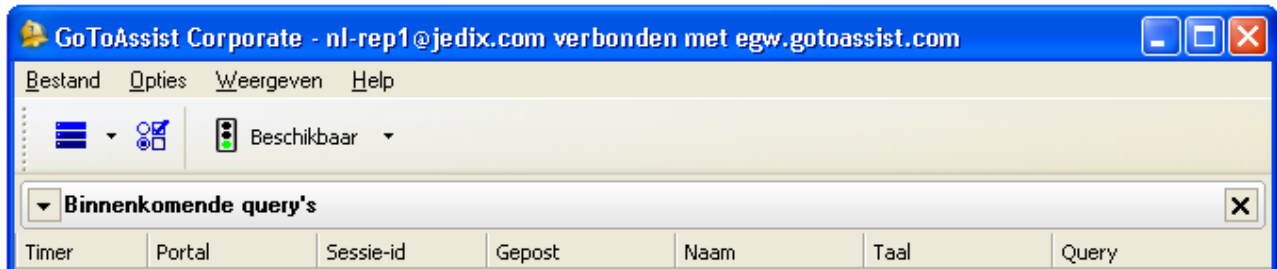 GoToAssist Corporate - nl-rep1@jedix.com verbonden met egw.gotoassist.com
Bestand Opties Weergeven Help
Beschikbaar
Binnenkomende query's
Timer Portal Sessie-id Gepost Naam Taal Query